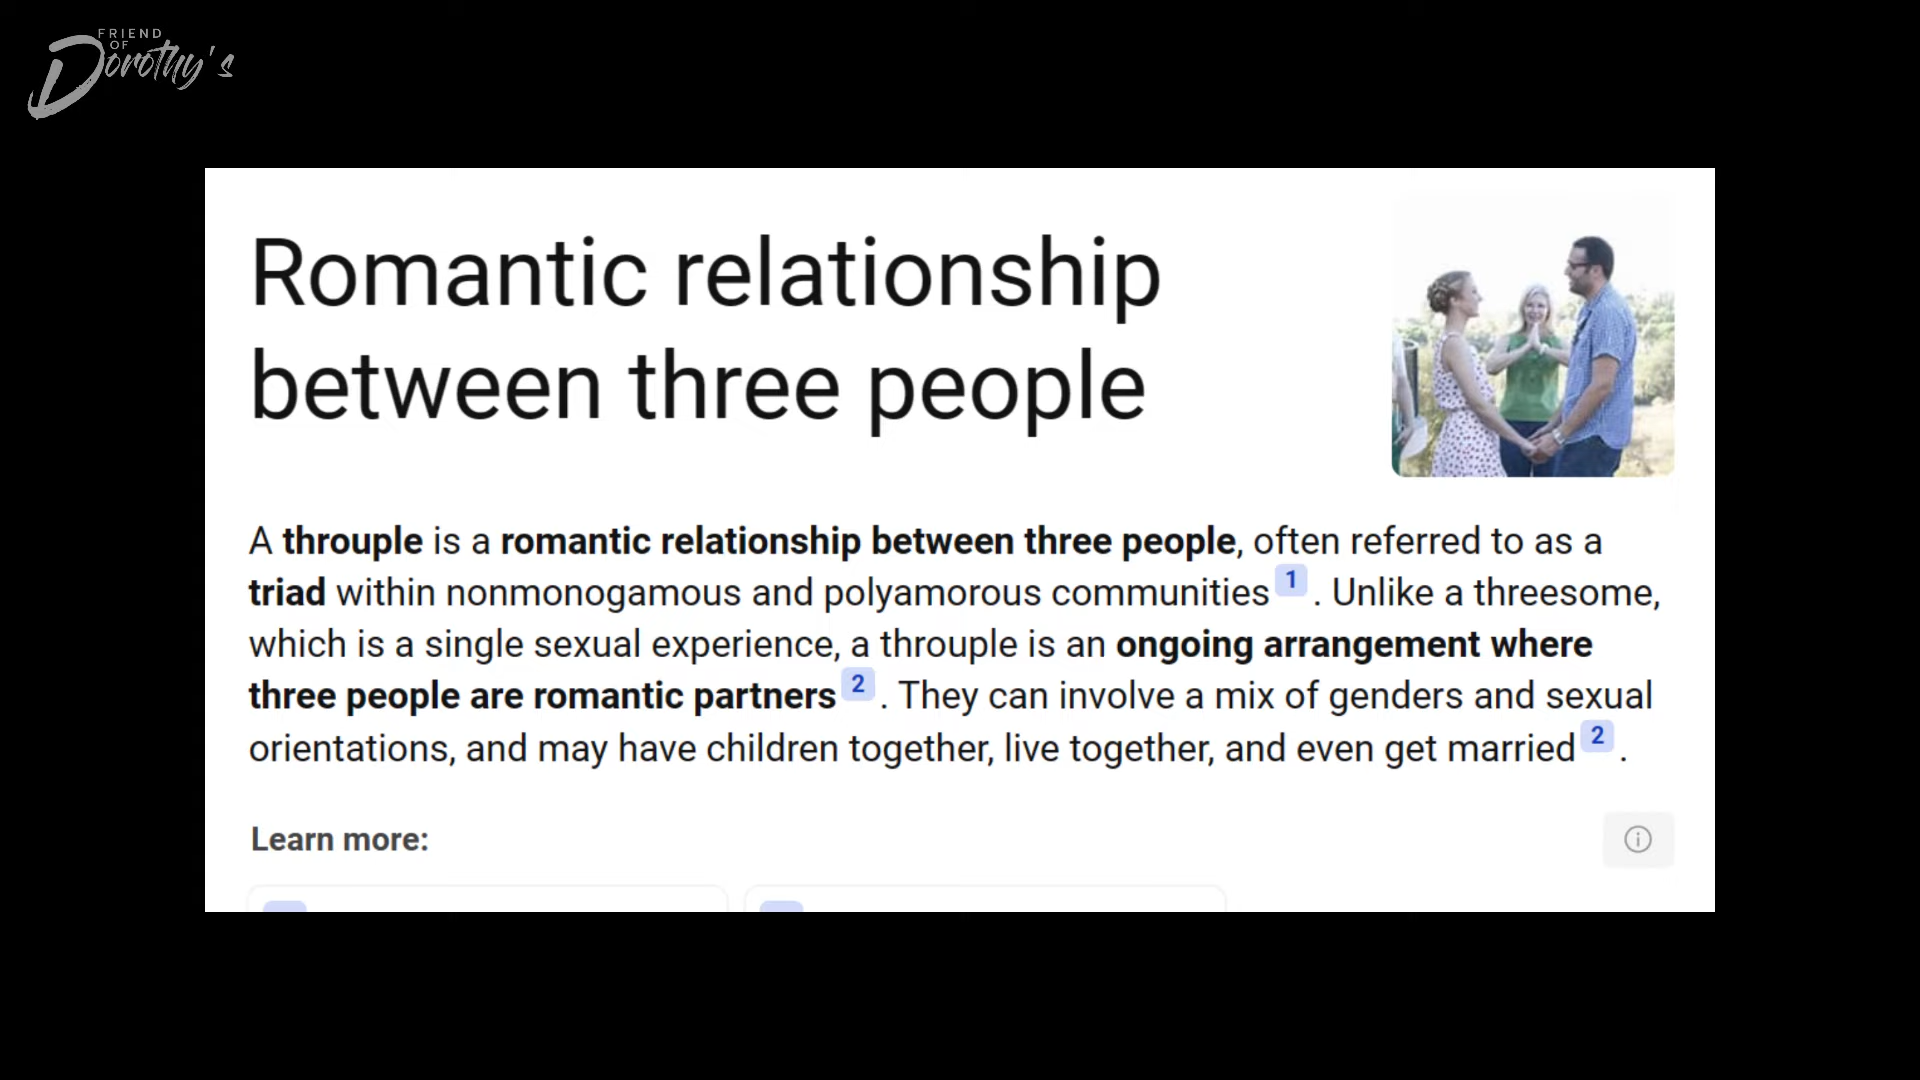 FRIEND
OF
Dorothy's
Romantic relationship
between three people
A throuple is a romantic relationship between three people, often referred to as a
triad within nonmonogamous and polyamorous communities 1 . Unlike a threesome,
which is a single sexual experience, a throuple is an ongoing arrangement where
three people are romantic partners 2 . They can involve a mix of genders and sexual
orientations, and may have children together, live together, and even get married 2 .
Learn more: